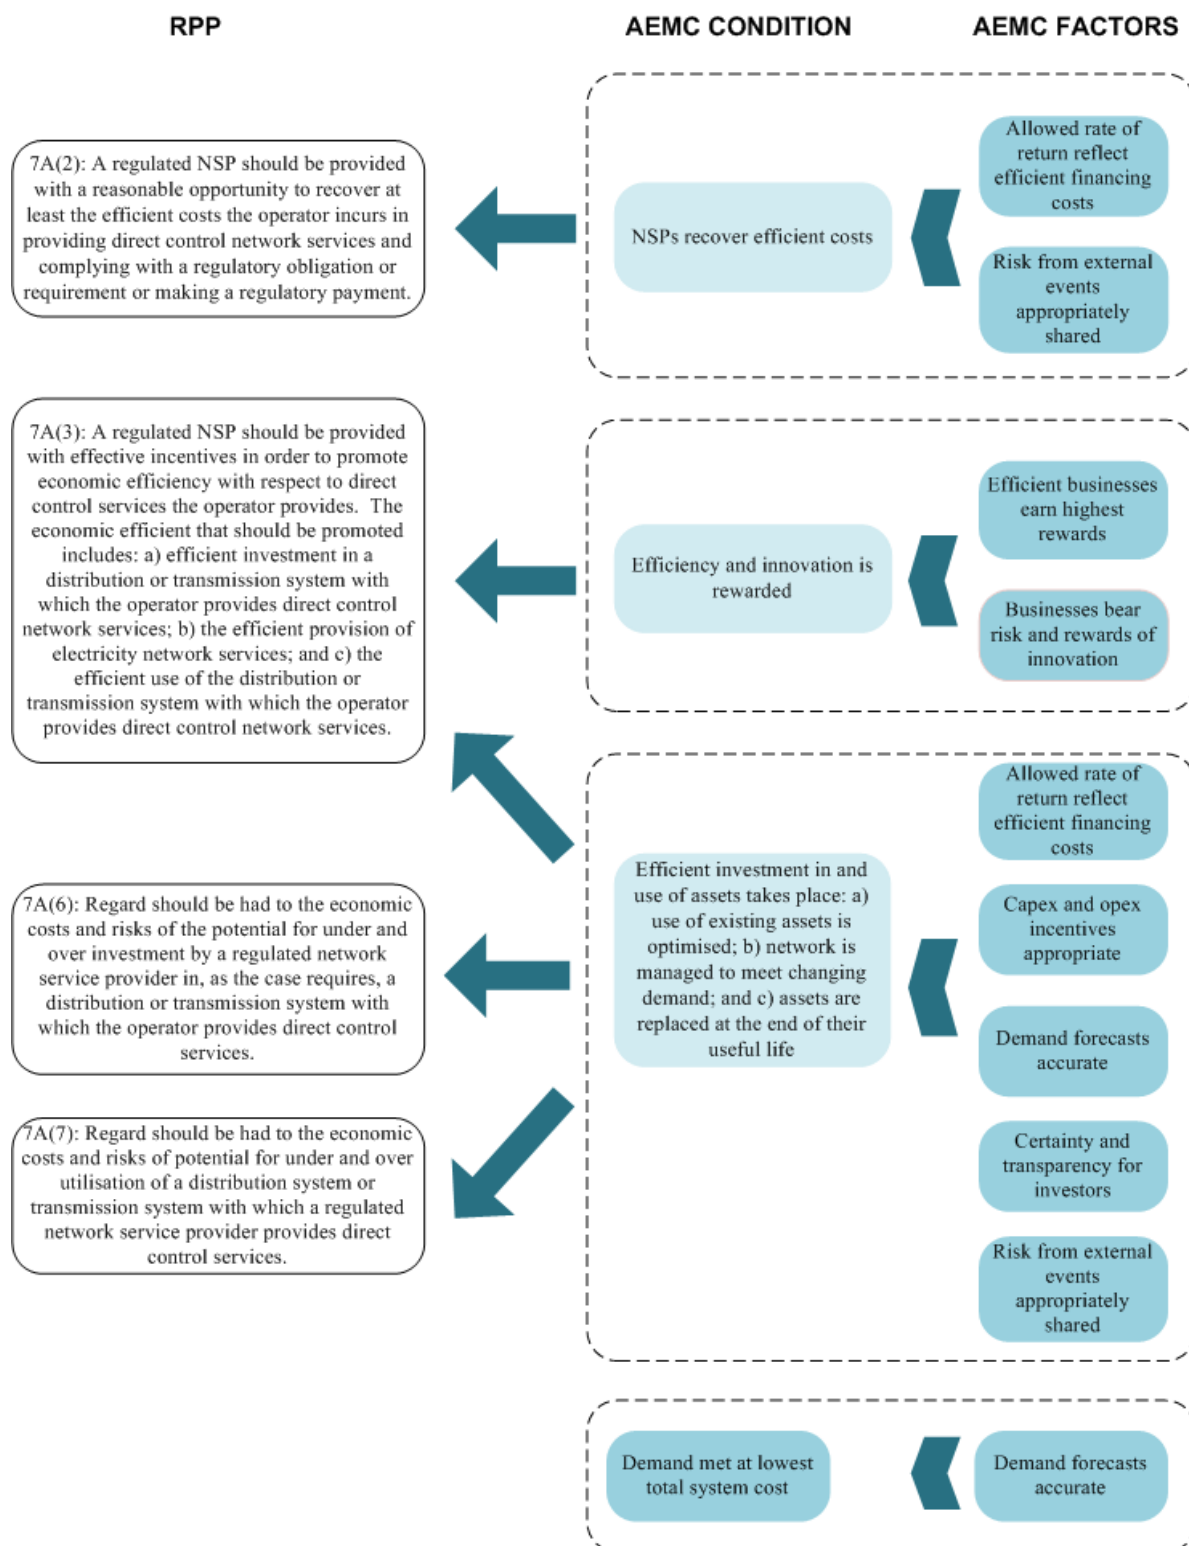 RPP
AEMC CONDITION
AEMC FACTORS
7A(2): A regulated NSP should be provided
with a reasonable opportunity to recover at
least the efficient costs the operator incurs in
providing direct control network services and
complying with a regulatory obligation or
requirement or making a regulatory payment.
NSPs recover efficient costs
Allowed rate of
return reflect
efficient financing
costs
Risk from external
events
appropriately
shared
7A(3): A regulated NSP should be provided
with effective incentives in order to promote
economic efficiency with respect to direct
control services the operator provides.  The
economic efficient that should be promoted
includes: a) efficient investment in a
distribution or transmission system with
which the operator provides direct control
network services; b) the efficient provision of
electricity network services; and c) the
efficient use of the distribution or
transmission system with which the operator
provides direct control network services.
Efficiency and innovation is
rewarded
Efficient businesses
earn highest
rewards
Businesses bear
risk and rewards of
innovation
7A(6): Regard should be had to the economic
costs and risks of the potential for under and
over investment by a regulated network
service provider in, as the case requires, a
distribution or transmission system with
which the operator provides direct control
services.
7A(7): Regard should be had to the economic
costs and risks of potential for under and over
utilisation of a distribution system or
transmission system with which a regulated
network service provider provides direct
control services.
Efficient investment in and
use of assets takes place: a)
use of existing assets is
optimised; b) network is
managed to meet changing
demand; and c) assets are
replaced at the end of their
useful life
Allowed rate of
return reflect
efficient financing
costs
Capex and opex
incentives
appropriate
Demand forecasts
accurate
Certainty and
transparency for
investors
Risk from external
events
appropriately
shared
Demand met at lowest
total system cost
Demand forecasts
accurate